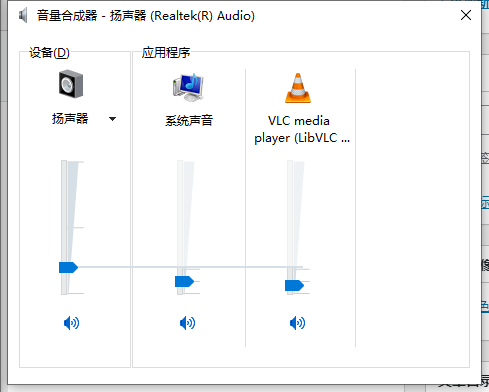 音量合成器 - 扬声器 (Realtek(R) Audio)
设备(D)
应用程序
扬声器
系统声音
VLC media
player (LibVLC ...